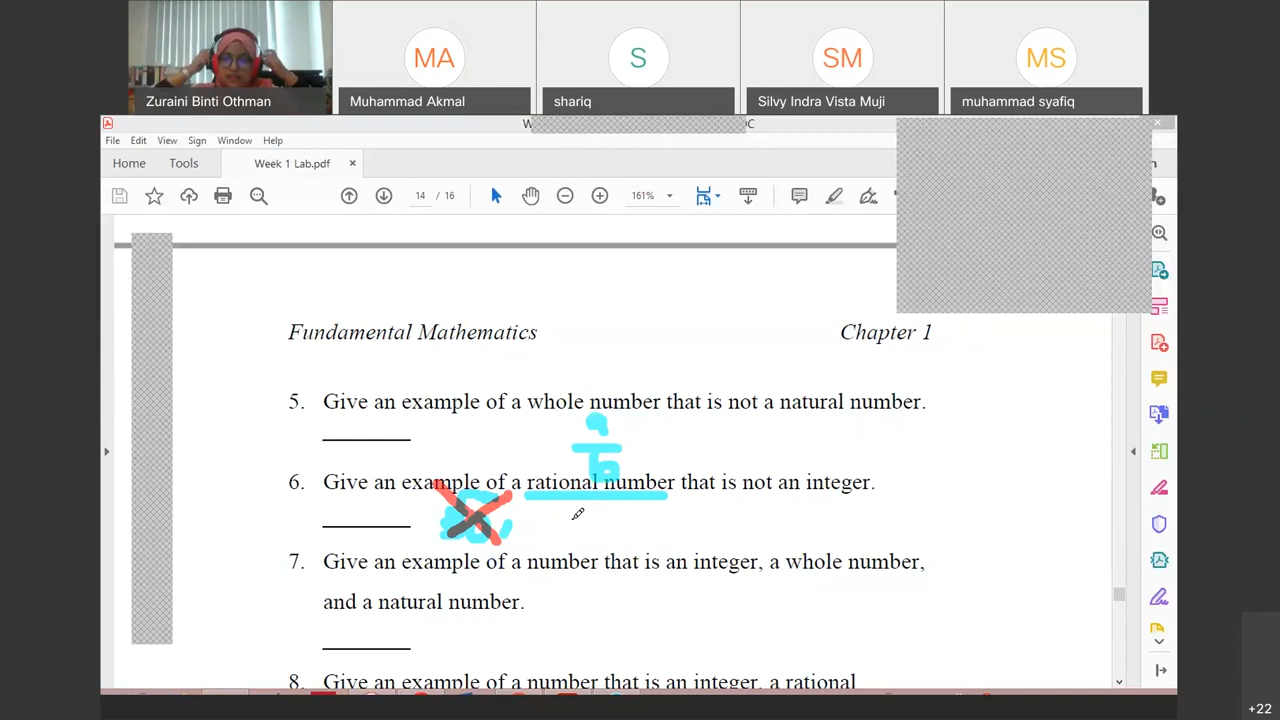 MA
S
SM
MS
Zuraini Binti Othman
Muhammad Akmal
shariq
Silvy Indra Vista Muji
muhammad syafiq
File Edit View Sign Window Help
Home Tools Week 1 Lab.pdf
14 / 16 161%
Fundamental Mathematics Chapter 1
5. Give an example of a whole number that is not a natural number.
a
b
6. Give an example of a rational number that is not an integer.
7. Give an example of a number that is an integer, a whole number,
and a natural number.
8. Give an example of a number that is an integer, a rational
+22